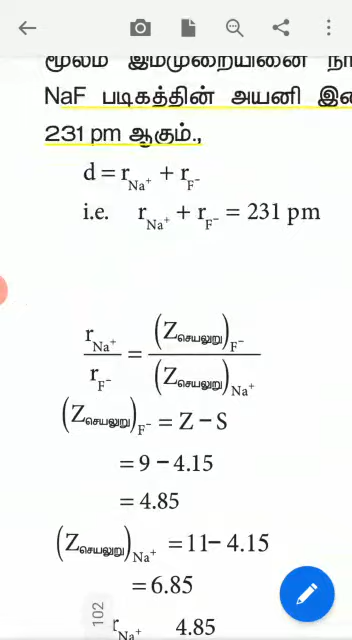 மூலம் இம்முறையினை நா
NaF படிகத்தின் அயனி இ
231 pm ஆகும்.,
d = r_Na⁺ + r_F⁻
i.e. r_Na⁺ + r_F⁻ = 231 pm
r_Na⁺ / r_F⁻ = (Z_செயலுறு)_F⁻ / (Z_செயலுறு)_Na⁺
(Z_செயலுறு)_F⁻ = Z – S
= 9 – 4.15
= 4.85
(Z_செயலுறு)_Na⁺ = 11– 4.15
= 6.85
102
r_Na⁺ 4.85